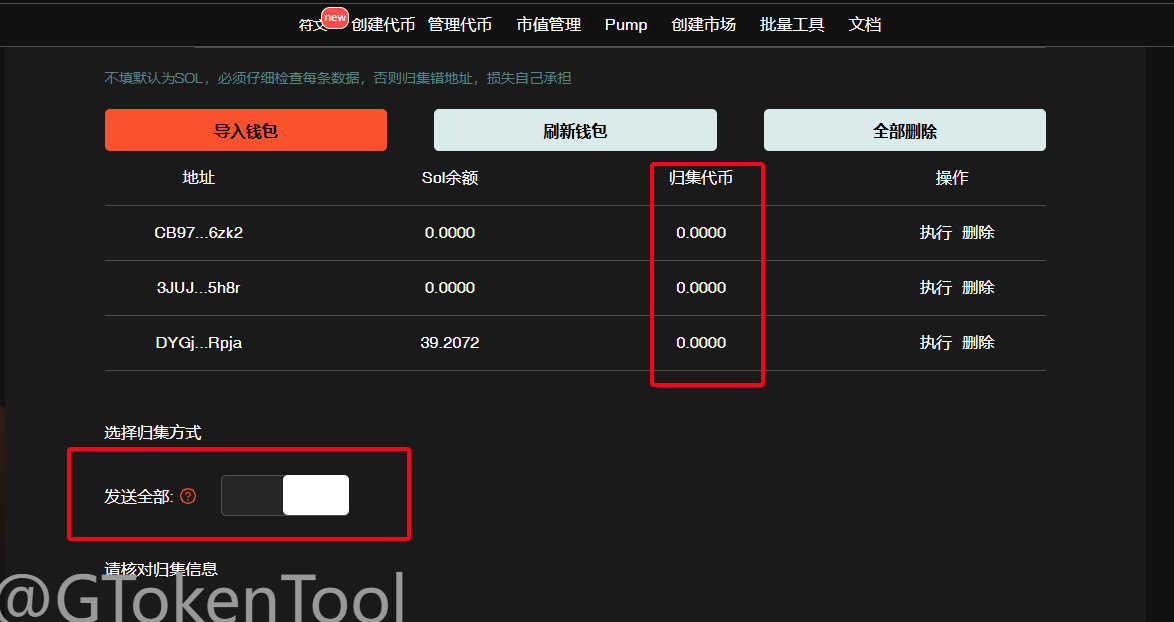 符文 new 创建代币 管理代币 市值管理 Pump 创建市场 批量工具 文档
不填默认为SOL，必须仔细检查每条数据，否则归集错地址，损失自己承担
导入钱包 刷新钱包 全部删除
地址 Sol余额 归集代币 操作
CB97...6zk2 0.0000 0.0000 执行 删除
3JUJ...5h8r 0.0000 0.0000 执行 删除
DYGj...Rpja 39.2072 0.0000 执行 删除
选择归集方式
发送全部: ?
请核对归集信息
@GTokenTool